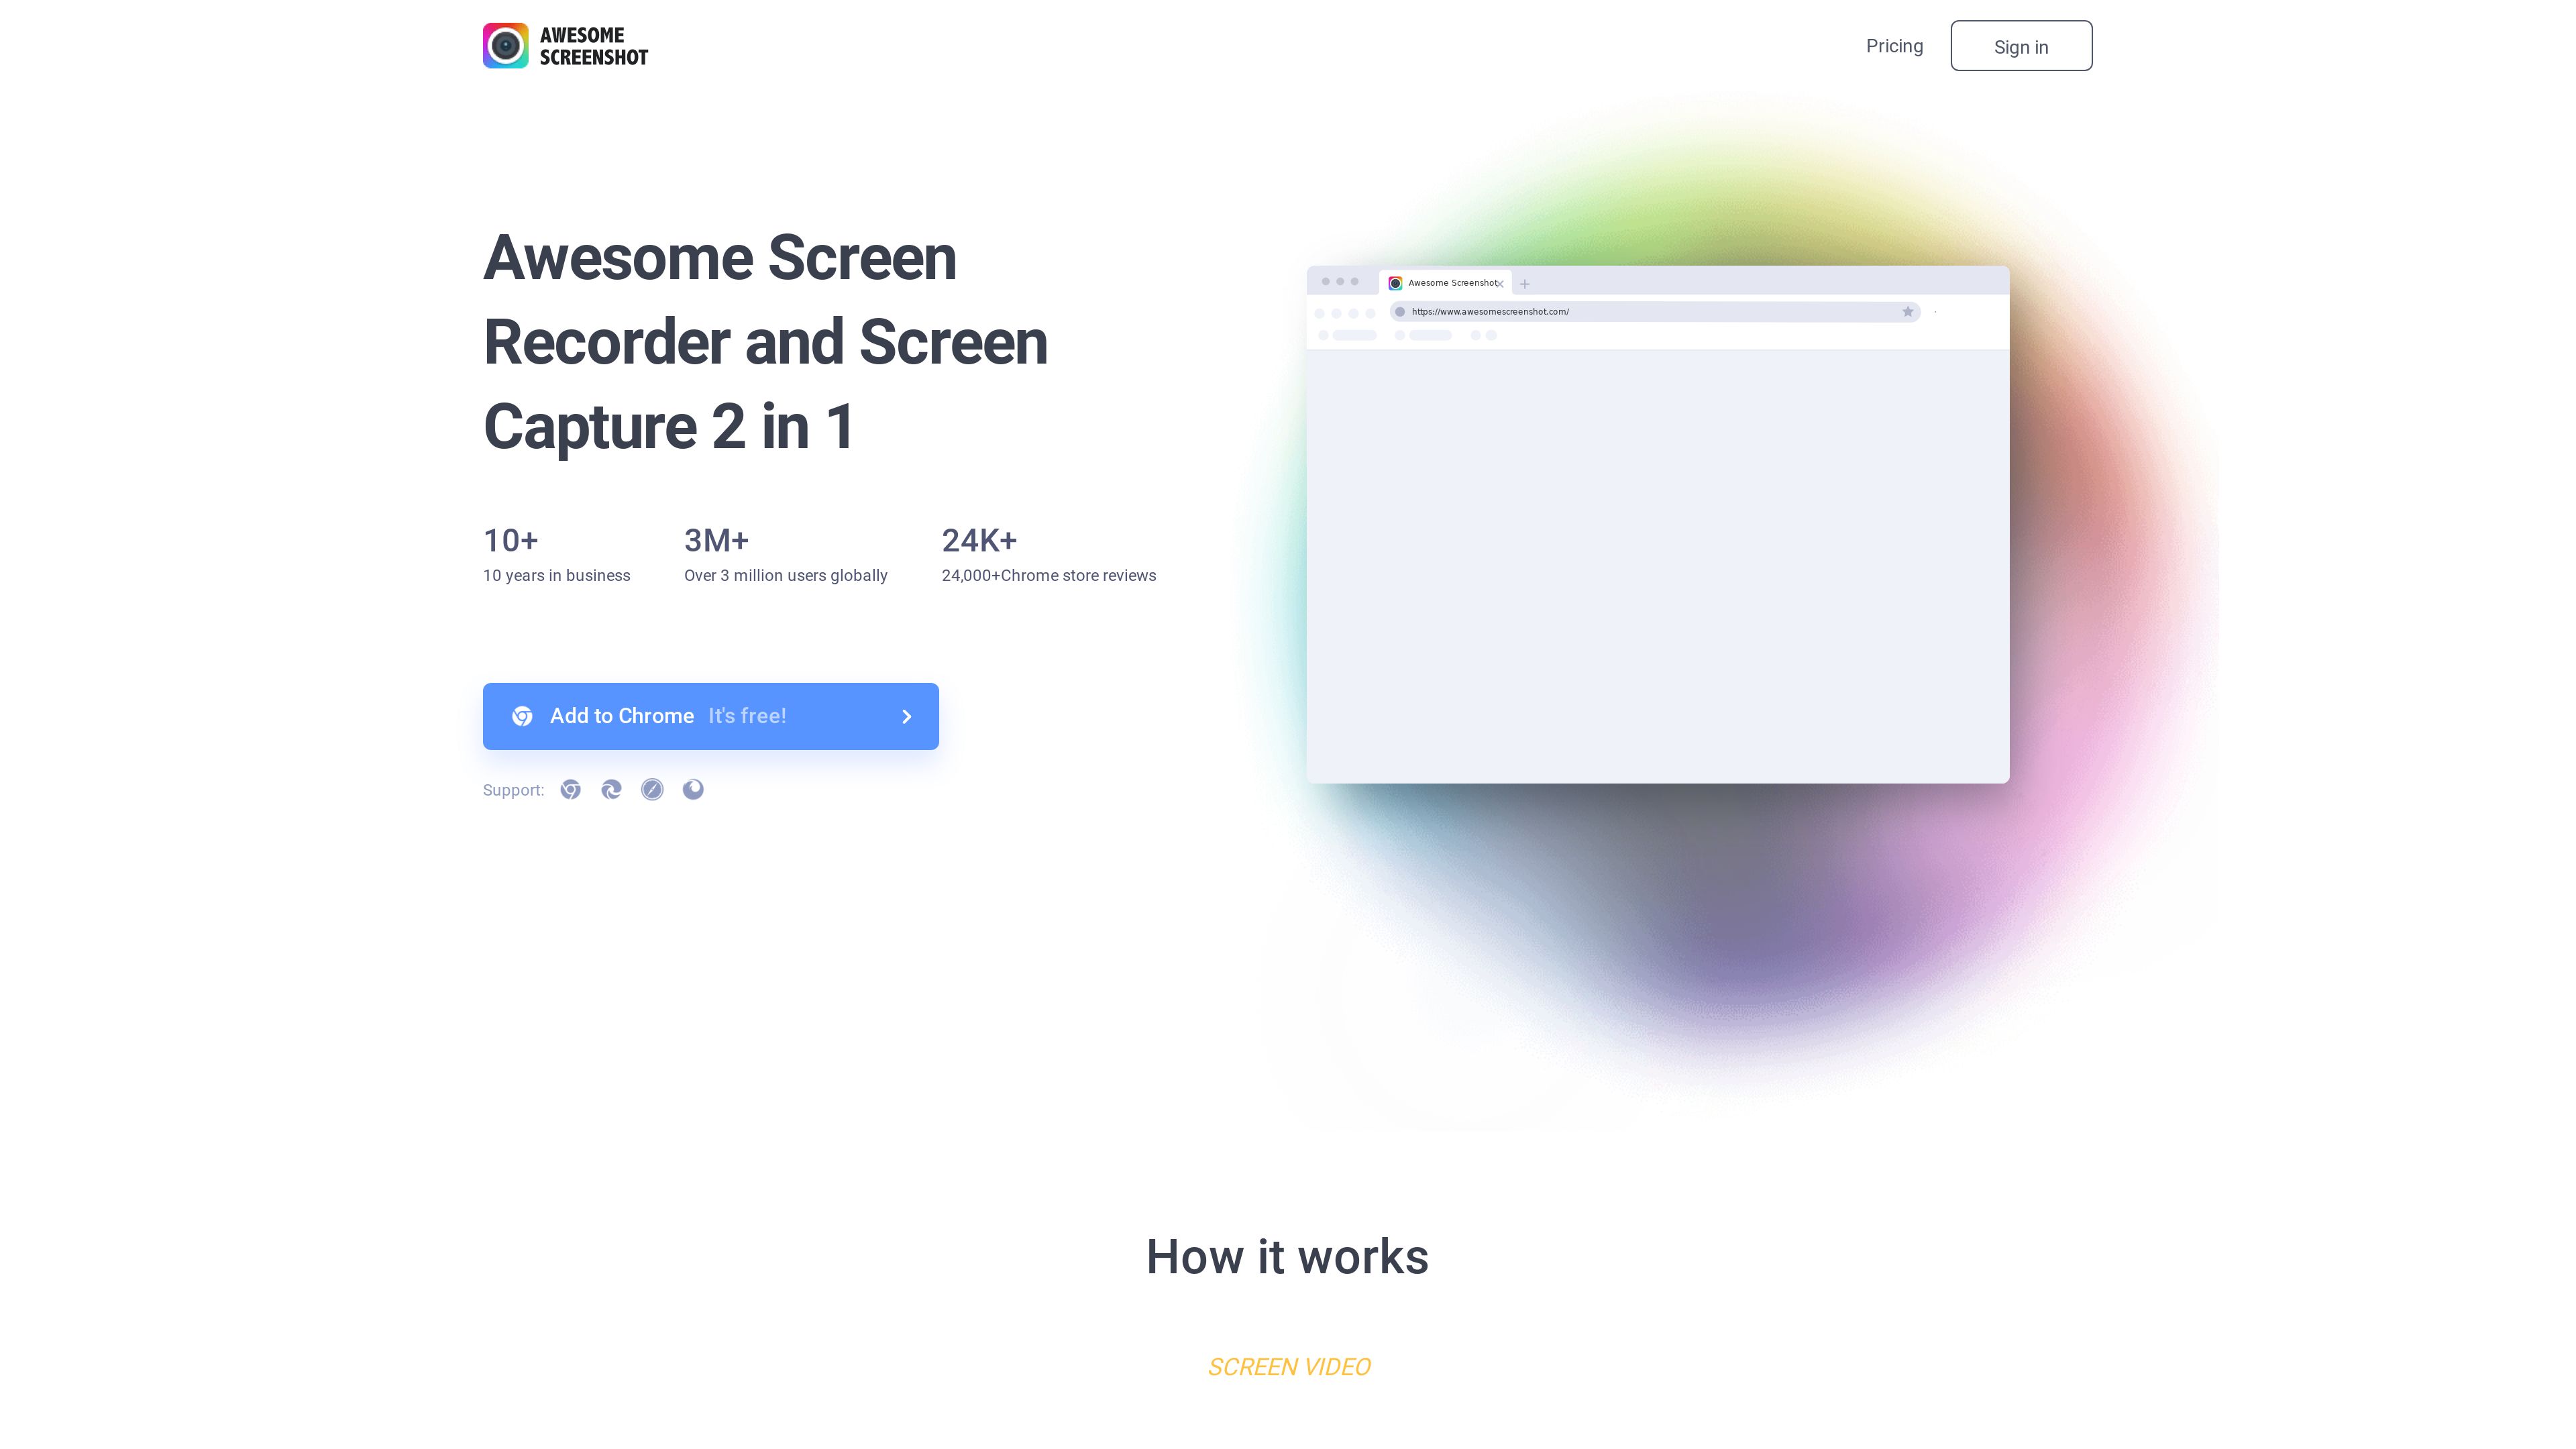 AWESOME
SCREENSHOT
Pricing
Sign in
Awesome Screen
Recorder and Screen
Capture 2 in 1
10+
10 years in business
3M+
Over 3 million users globally
24K+
24,000+Chrome store reviews
Add to Chrome It's free!
Support:
Awesome Screenshot
https://www.awesomescreenshot.com/
How it works
SCREEN VIDEO